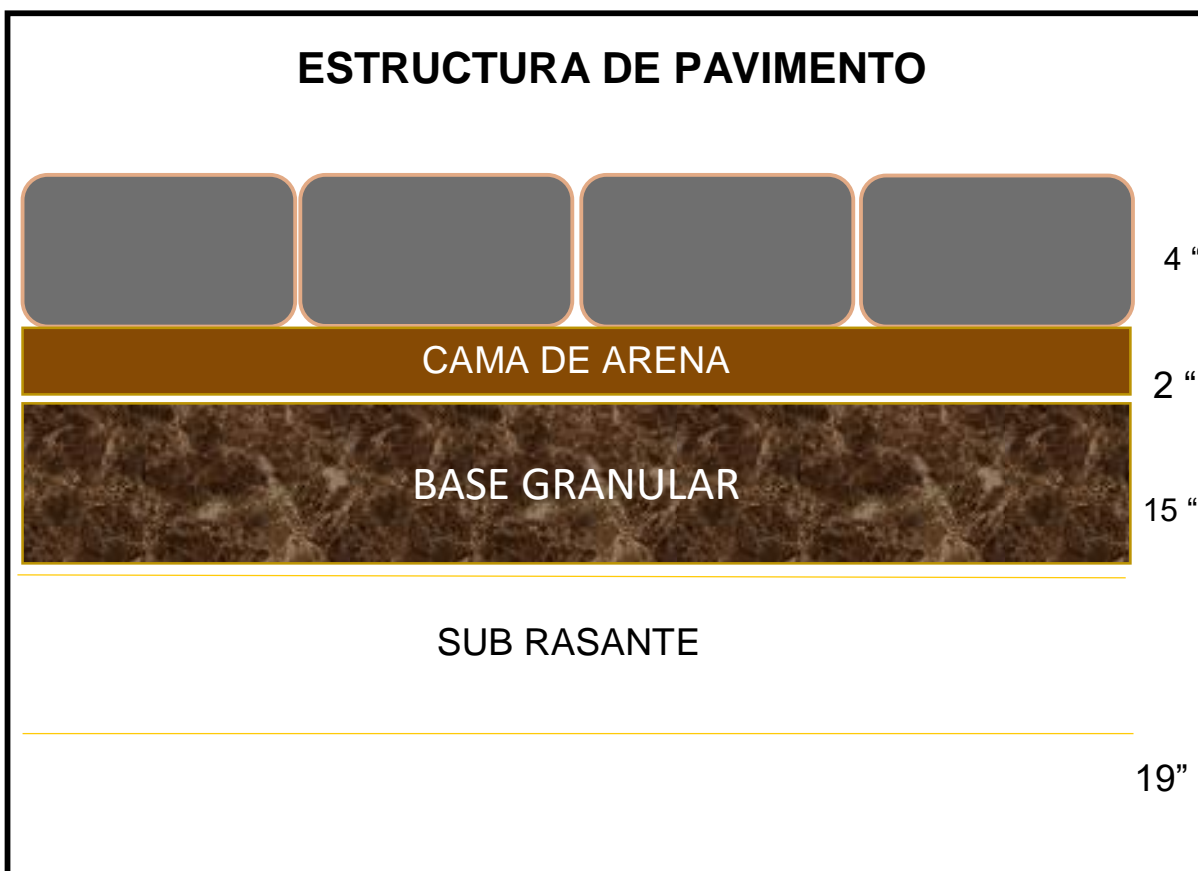 ESTRUCTURA DE PAVIMENTO
4 “
CAMA DE ARENA
2 “
BASE GRANULAR
15 “
SUB RASANTE
19”